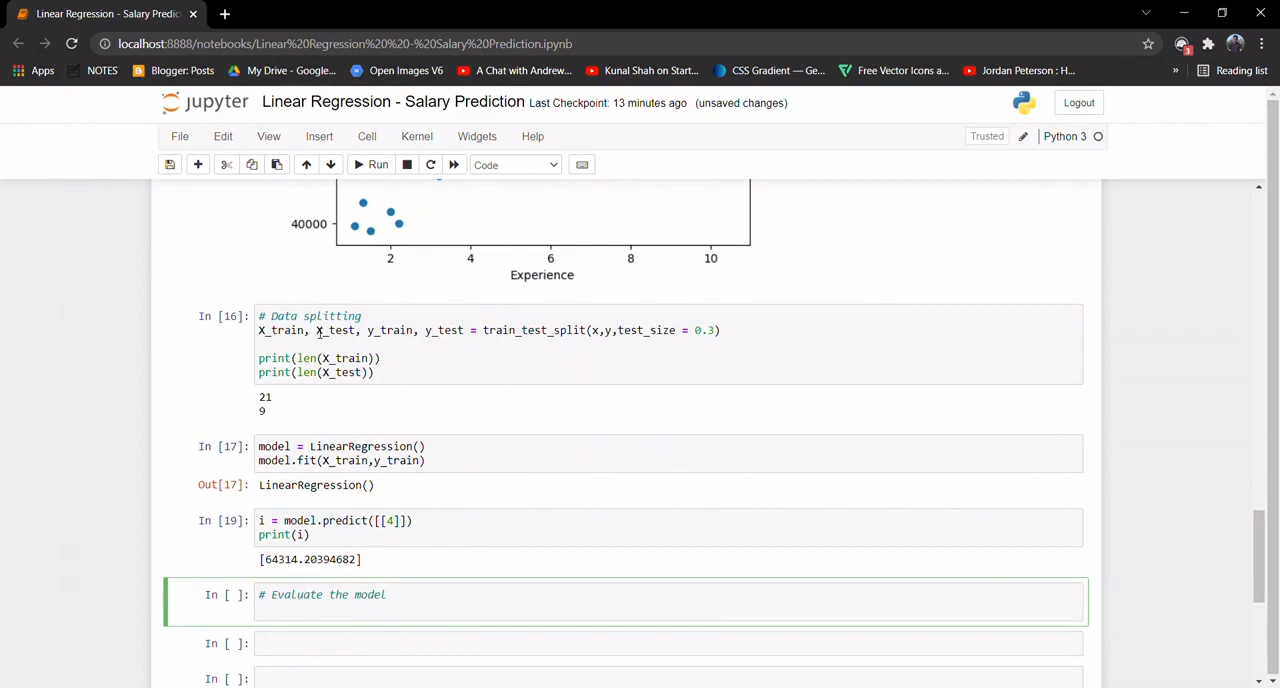 Linear Regression - Salary Predic
localhost:8888/notebooks/Linear%20Regression%20%20-%20Salary%20Prediction.ipynb
3
Apps NOTES Blogger: Posts My Drive - Google... Open Images V6 A Chat with Andrew... Kunal Shah on Start... CSS Gradient — Ge... Free Vector Icons a... Jordan Peterson : H... » Reading list
jupyter Linear Regression - Salary Prediction Last Checkpoint: 13 minutes ago (unsaved changes) Logout
File Edit View Insert Cell Kernel Widgets Help Trusted Python 3
Run Code
40000
2 4 6 8 10
Experience
In [16]: # Data splitting
X_train, X_test, y_train, y_test = train_test_split(x,y,test_size = 0.3)
print(len(X_train))
print(len(X_test))
21
9
In [17]: model = LinearRegression()
model.fit(X_train,y_train)
Out[17]: LinearRegression()
In [19]: i = model.predict([[4]])
print(i)
[64314.20394682]
In [ ]: # Evaluate the model
In [ ]:
In [ ]: